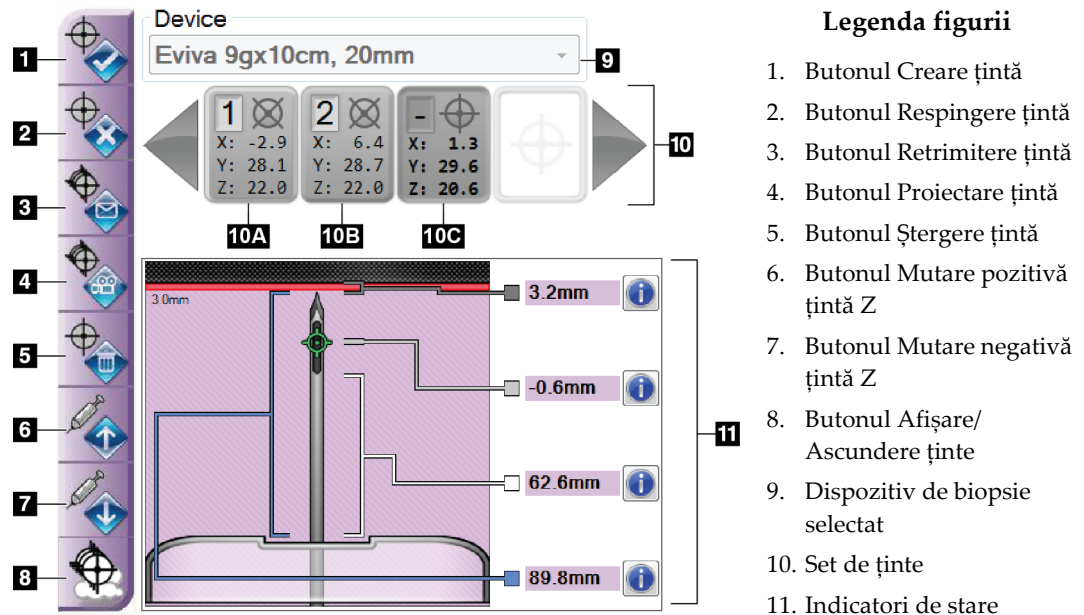 Device
Eviva 9gx10cm, 20mm
1
2
3
4
5
6
7
8
9
1
X: -2.9
Y: 28.1
Z: 22.0
2
X: 6.4
Y: 28.7
Z: 22.0
-
X: 1.3
Y: 29.6
Z: 20.6
10
10A
10B
10C
3.0mm
3.2mm
-0.6mm
62.6mm
89.8mm
11
Legenda figurii
1. Butonul Creare țintă
2. Butonul Respingere țintă
3. Butonul Retrimitere țintă
4. Butonul Proiectare țintă
5. Butonul Ștergere țintă
6. Butonul Mutare pozitivă
țintă Z
7. Butonul Mutare negativă
țintă Z
8. Butonul Afișare/
Ascundere ținte
9. Dispozitiv de biopsie
selectat
10. Set de ținte
11. Indicatori de stare